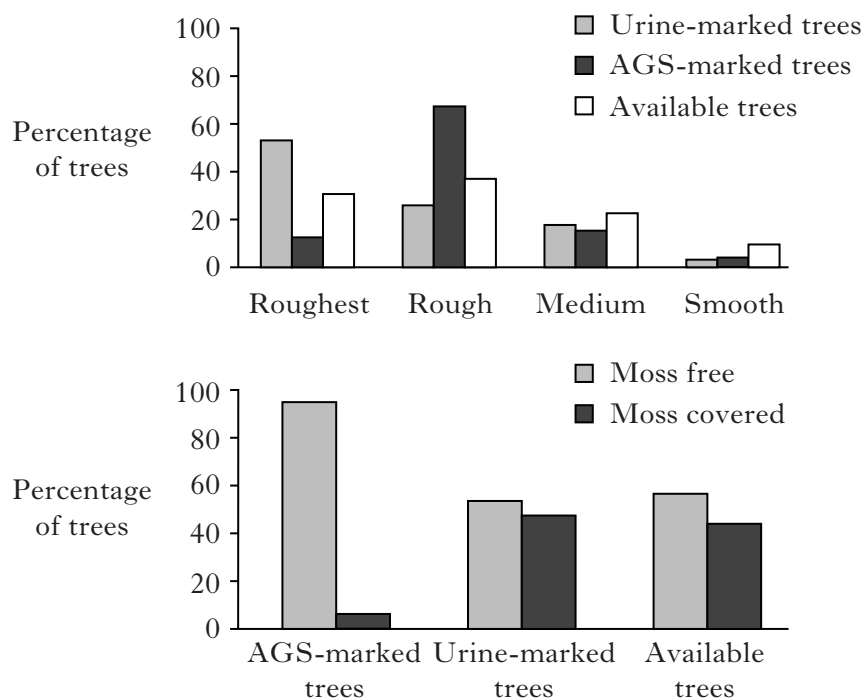 Urine-marked trees
AGS-marked trees
Available trees
Percentage
of trees
100
80
60
40
20
0
Roughest Rough Medium Smooth
Moss free
Moss covered
Percentage
of trees
100
80
60
40
20
0
AGS-marked trees
Urine-marked trees
Available trees